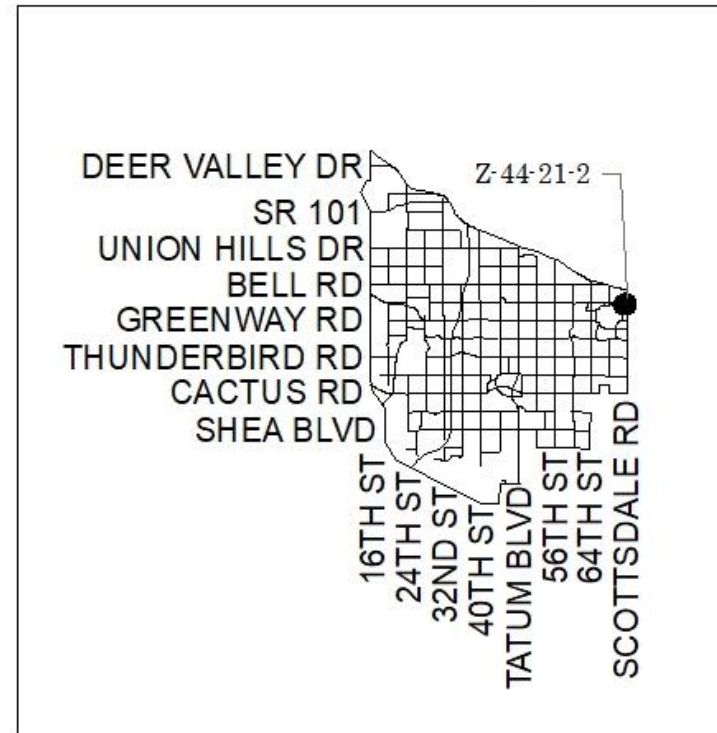 DEER VALLEY DR
Z-44-21-2
SR 101
UNION HILLS DR
BELL RD
GREENWAY RD
THUNDERBIRD RD
CACTUS RD
SHEA BLVD
16TH ST
24TH ST
32ND ST
40TH ST
TATUM BLVD
56TH ST
64TH ST
SCOTTSDALE RD